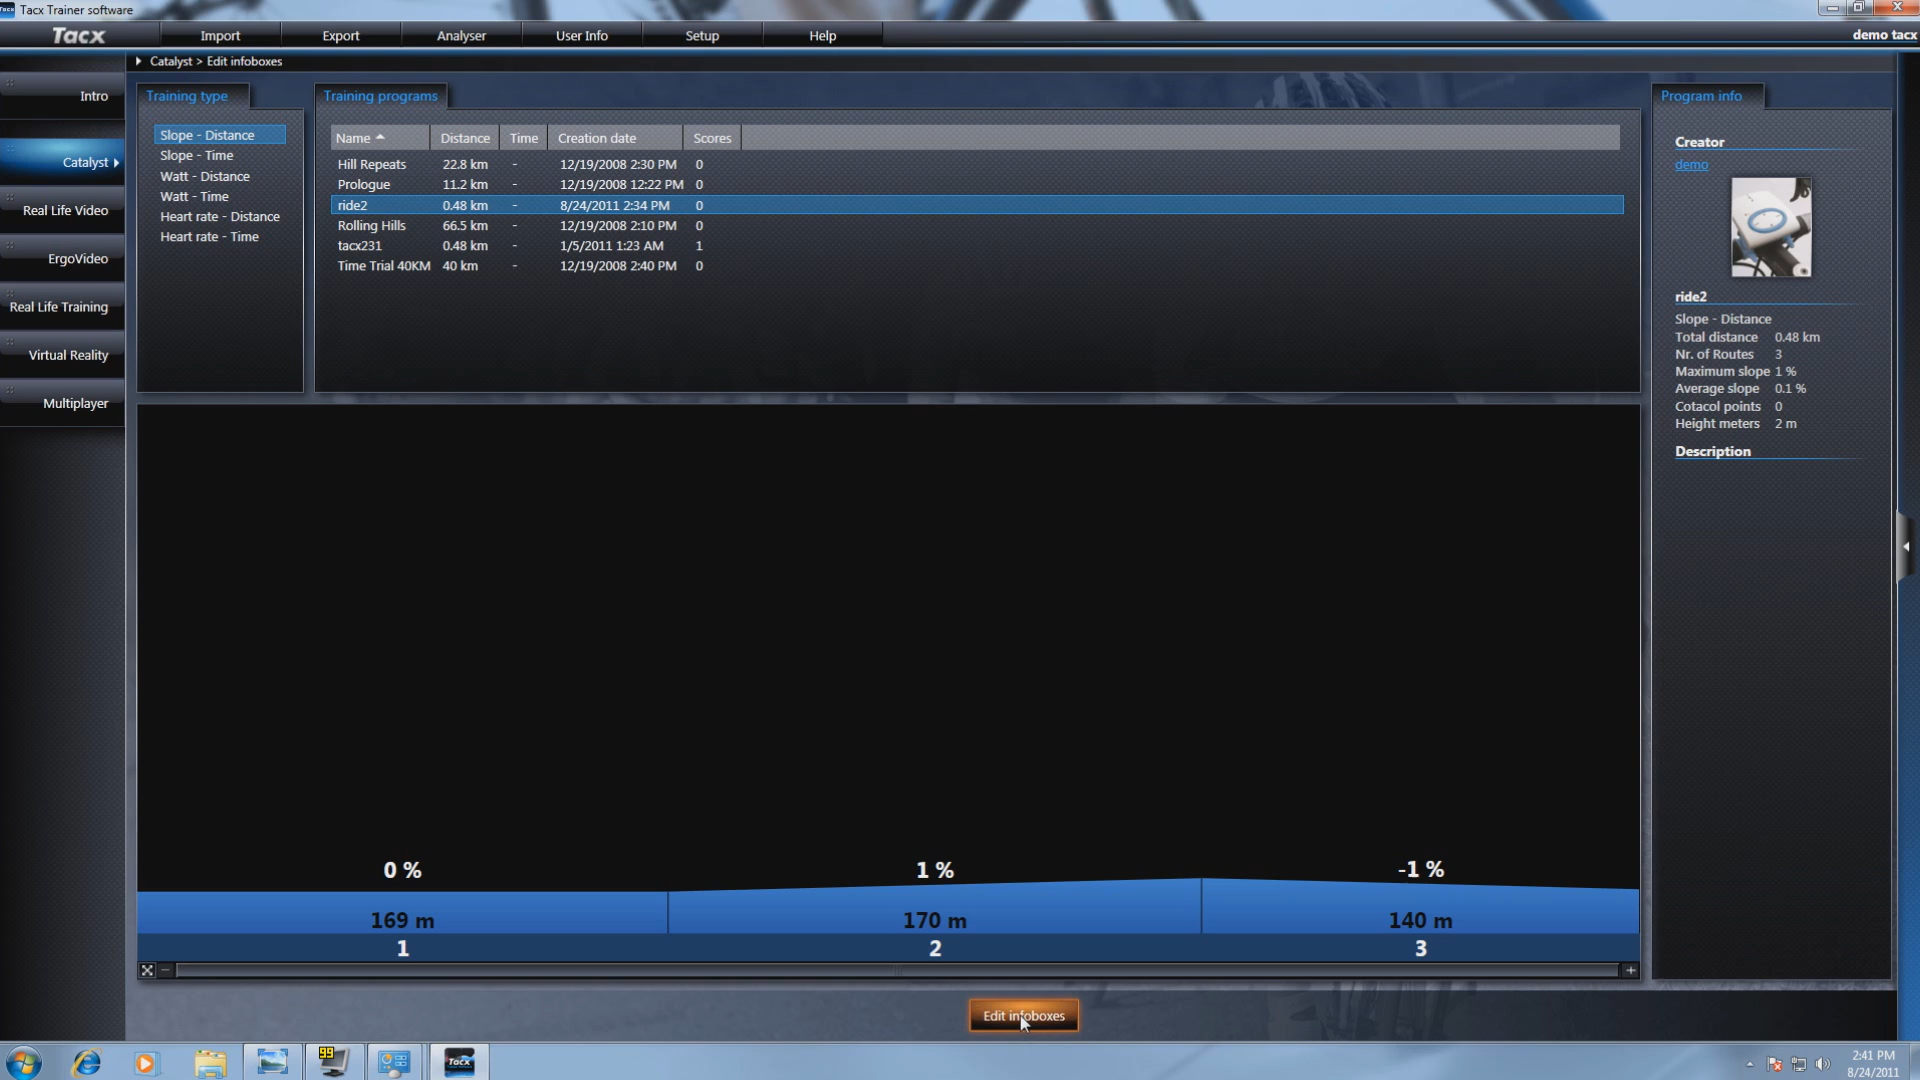 Tacx Trainer software
Tacx Import Export Analyser User Info Setup Help demo tacx
Catalyst > Edit infoboxes
Intro
Catalyst
Real Life Video
ErgoVideo
Real Life Training
Virtual Reality
Multiplayer
Training type
Slope - Distance
Slope - Time
Watt - Distance
Watt - Time
Heart rate - Distance
Heart rate - Time
Training programs
Name Distance Time Creation date Scores
Hill Repeats 22.8 km - 12/19/2008 2:30 PM 0
Prologue 11.2 km - 12/19/2008 12:22 PM 0
ride2 0.48 km - 8/24/2011 2:34 PM 0
Rolling Hills 66.5 km - 12/19/2008 2:10 PM 0
tacx231 0.48 km - 1/5/2011 1:23 AM 1
Time Trial 40KM 40 km - 12/19/2008 2:40 PM 0
Program info
Creator
demo
ride2
Slope - Distance
Total distance 0.48 km
Nr. of Routes 3
Maximum slope 1 %
Average slope 0.1 %
Cotacol points 0
Height meters 2 m
Description
0 % 1 % -1 %
169 m 170 m 140 m
1 2 3
Edit infoboxes
99
Tacx
2:41 PM
8/24/2011